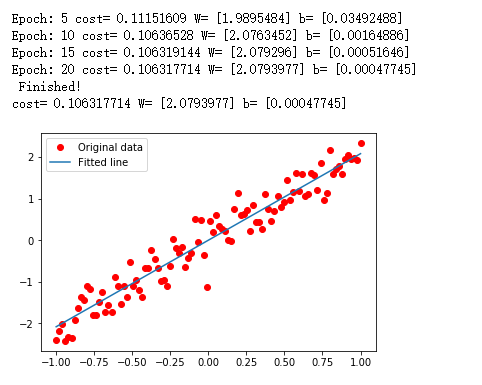 Epoch: 5 cost= 0.11151609 W= [1.9895484] b= [0.03492488]
Epoch: 10 cost= 0.10636528 W= [2.0763452] b= [0.00164886]
Epoch: 15 cost= 0.106319144 W= [2.079296] b= [0.00051646]
Epoch: 20 cost= 0.106317714 W= [2.0793977] b= [0.00047745]
Finished!
cost= 0.106317714 W= [2.0793977] b= [0.00047745]
Original data
Fitted line
2
1
0
−1
−2
−1.00 −0.75 −0.50 −0.25 0.00 0.25 0.50 0.75 1.00